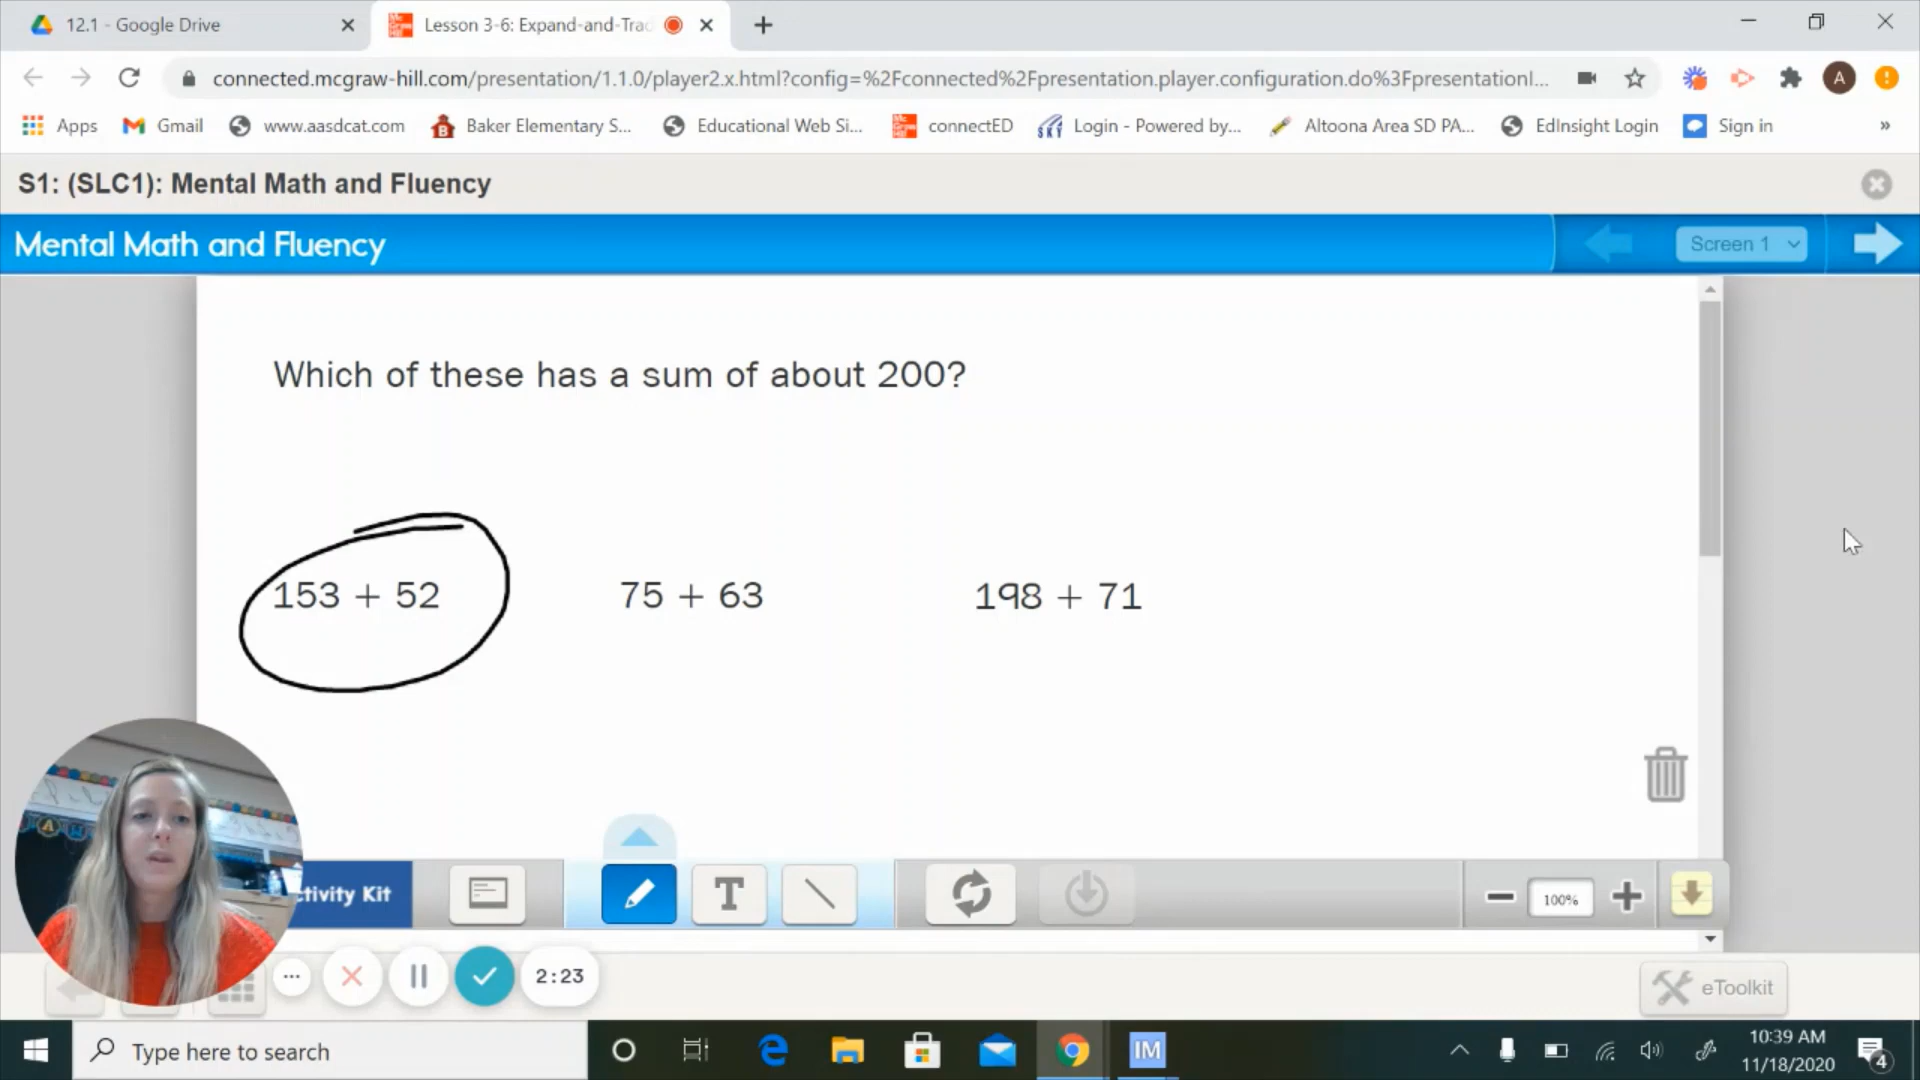 12.1 - Google Drive
Lesson 3-6: Expand-and-Trad
connected.mcgraw-hill.com/presentation/1.1.0/player2.x.html?config=%2Fconnected%2Fpresentation.player.configuration.do%3FpresentationI...
A
Apps
Gmail
www.aasdcat.com
Baker Elementary S...
Educational Web Si...
connectED
Login - Powered by...
Altoona Area SD PA...
EdInsight Login
Sign in
S1: (SLC1): Mental Math and Fluency
Mental Math and Fluency
Screen 1
Which of these has a sum of about 200?
153 + 52
75 + 63
198 + 71
tivity Kit
T
100%
2:23
eToolkit
Type here to search
IM
10:39 AM
11/18/2020
4